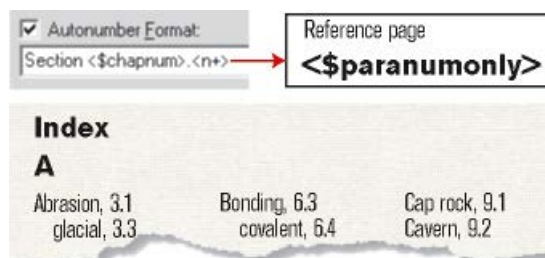 Autonumber Format:
Section <$chapnum>.<n+>
Reference page
<$paranumonly>
Index
A
Abrasion, 3.1
glacial, 3.3
Bonding, 6.3
covalent, 6.4
Cap rock, 9.1
Cavern, 9.2